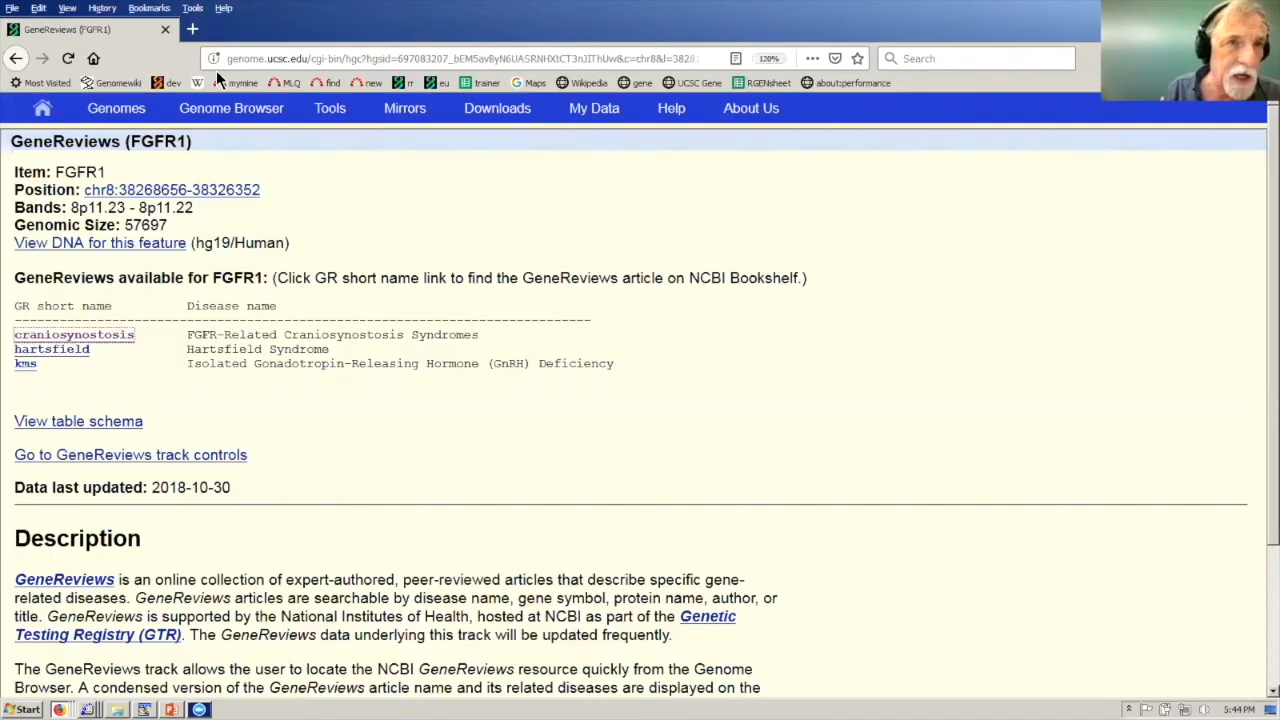 File Edit View History Bookmarks Tools Help
GeneReviews (FGFR1)
120%
Search
Most Visited Genomewiki dev mymine MLQ find new rr eu trainer Maps Wikipedia gene UCSC Gene RGENsheet about:performance
Genomes Genome Browser Tools Mirrors Downloads My Data Help About Us
GeneReviews (FGFR1)
Item: FGFR1
Position: chr8:38268656-38326352
Bands: 8p11.23 - 8p11.22
Genomic Size: 57697
View DNA for this feature (hg19/Human)
GeneReviews available for FGFR1: (Click GR short name link to find the GeneReviews article on NCBI Bookshelf.)
GR short name Disease name
craniosynostosis FGFR-Related Craniosynostosis Syndromes
hartsfield Hartsfield Syndrome
kms Isolated Gonadotropin-Releasing Hormone (GnRH) Deficiency
View table schema
Go to GeneReviews track controls
Data last updated: 2018-10-30
Description
GeneReviews is an online collection of expert-authored, peer-reviewed articles that describe specific gene-
related diseases. GeneReviews articles are searchable by disease name, gene symbol, protein name, author, or
title. GeneReviews is supported by the National Institutes of Health, hosted at NCBI as part of the Genetic
Testing Registry (GTR). The GeneReviews data underlying this track will be updated frequently.
The GeneReviews track allows the user to locate the NCBI GeneReviews resource quickly from the Genome
Browser. A condensed version of the GeneReviews article name and its related diseases are displayed on the
Start 5:44 PM